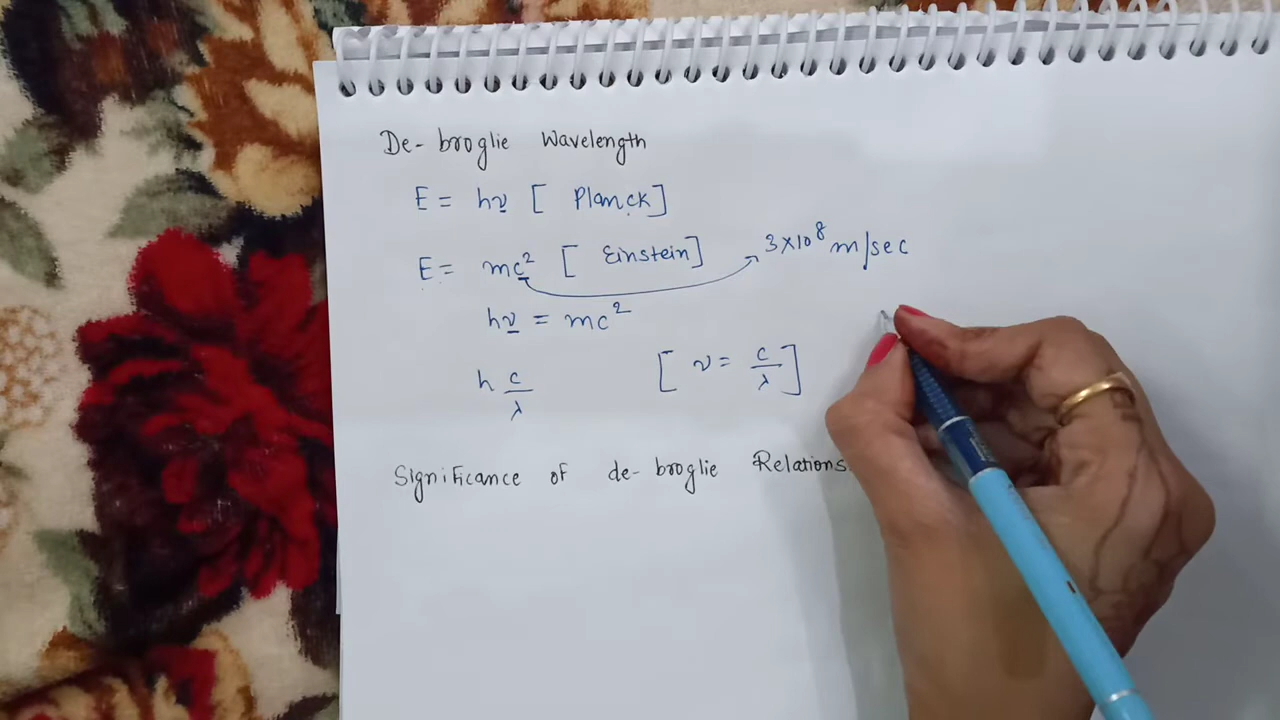 De-broglie Wavelength
E = hν [ Planck]
E = mc² [ Einstein] 3×10⁸ m/sec
hν = mc²
h c/λ [ ν = c/λ ]
Significance of de-broglie Relations